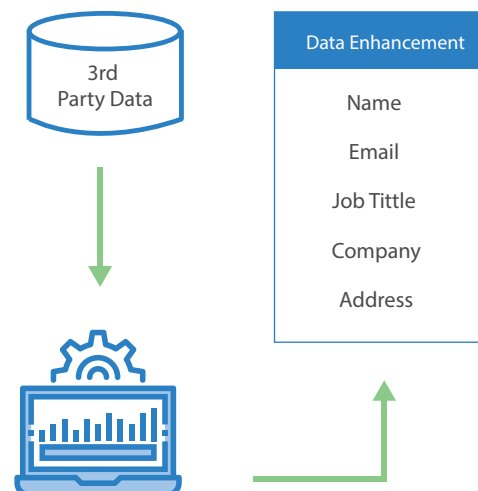 3rd
Party Data
Data Enhancement
Name
Email
Job Tittle
Company
Address